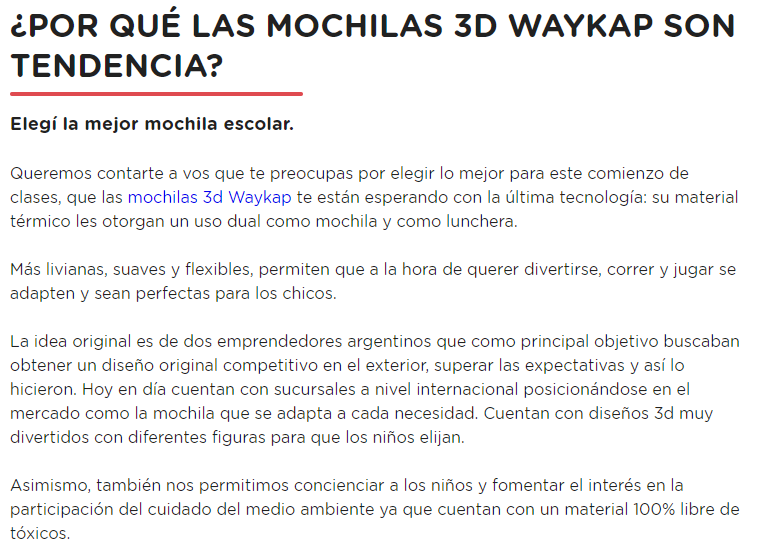 ¿POR QUÉ LAS MOCHILAS 3D WAYKAP SON
TENDENCIA?
Elegí la mejor mochila escolar.
Queremos contarte a vos que te preocupas por elegir lo mejor para este comienzo de
clases, que las mochilas 3d Waykap te están esperando con la última tecnología: su material
térmico les otorgan un uso dual como mochila y como lunchera.
Más livianas, suaves y flexibles, permiten que a la hora de querer divertirse, correr y jugar se
adapten y sean perfectas para los chicos.
La idea original es de dos emprendedores argentinos que como principal objetivo buscaban
obtener un diseño original competitivo en el exterior, superar las expectativas y así lo
hicieron. Hoy en día cuentan con sucursales a nivel internacional posicionándose en el
mercado como la mochila que se adapta a cada necesidad. Cuentan con diseños 3d muy
divertidos con diferentes figuras para que los niños elijan.
Asimismo, también nos permitimos concienciar a los niños y fomentar el interés en la
participación del cuidado del medio ambiente ya que cuentan con un material 100% libre de
tóxicos.